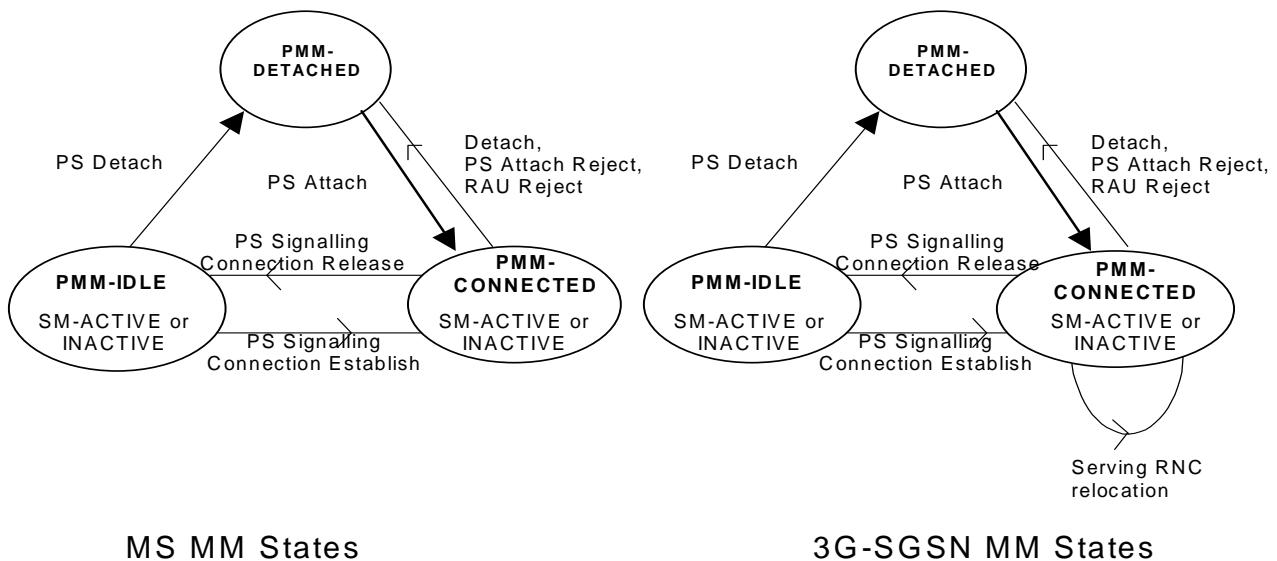 PMM-
DETACHED
Detach,
PS Attach Reject,
RAU Reject
PS Detach
PS Attach
PS Signalling
Connection Release
PMM-IDLE
SM-ACTIVE or
INACTIVE
PMM-
CONNECTED
SM-ACTIVE or
INACTIVE
PS Signalling
Connection Establish
MS MM States
PMM-
DETACHED
Detach,
PS Attach Reject,
RAU Reject
PS Detach
PS Attach
PS Signalling
Connection Release
PMM-IDLE
SM-ACTIVE or
INACTIVE
PMM-
CONNECTED
SM-ACTIVE or
INACTIVE
PS Signalling
Connection Establish
Serving RNC
relocation
3G-SGSN MM States